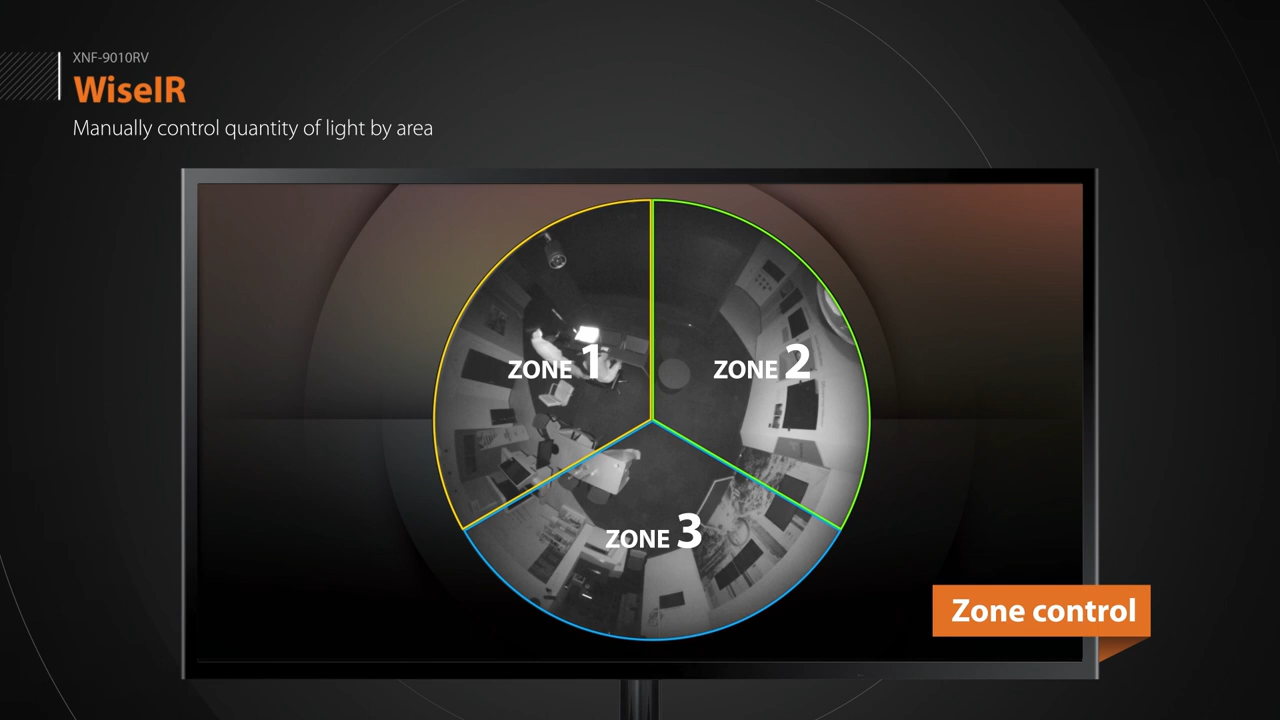 XNF-9010RV
WiseIR
Manually control quantity of light by area
ZONE 1
ZONE 2
ZONE 3
Zone control